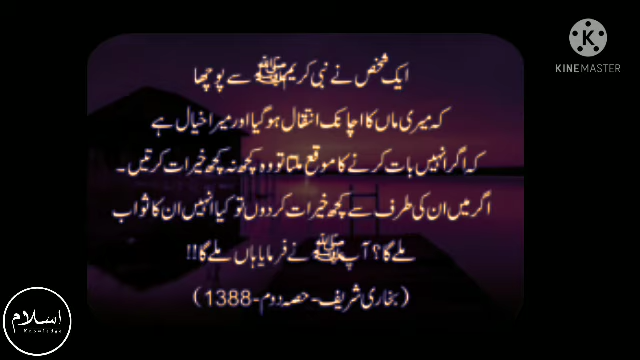 ایک شخص نے نبی کریم ﷺ سے پوچھا
کہ میری ماں کا اچانک انتقال ہو گیا اور میرا خیال ہے
کہ اگر انہیں بات کرنے کا موقع ملتا تو وہ کچھ نہ کچھ خیرات کرتیں۔
اگر میں ان کی طرف سے کچھ خیرات کردوں تو کیا انہیں ان کا ثواب
ملے گا؟ آپ ﷺ نے فرمایا ہاں ملے گا!!
(بخاری شریف-حصہ دوم-1388)
KINEMASTER
اسلام
Knowledge